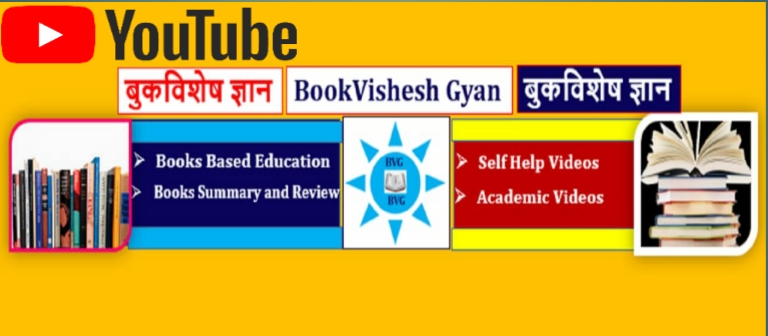 YouTube
बुकविशेष ज्ञान
BookVishesh Gyan
बुकविशेष ज्ञान
Books Based Education
Books Summary and Review
BVG
BVG
Self Help Videos
Academic Videos